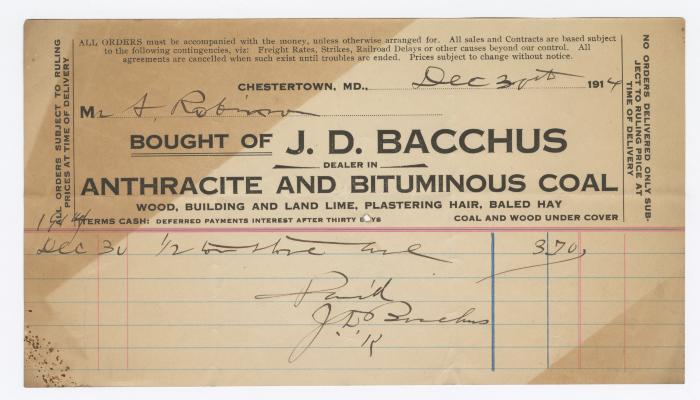 ALL ORDERS must be accompanied with the money, unless otherwise arranged for. All sales and Contracts are based subject
to the following contingencies, viz: Freight Rates, Strikes, Railroad Delays or other causes beyond our control. All
agreements are cancelled when such exist until troubles are ended. Prices subject to change without notice.
ALL ORDERS SUBJECT TO RULING
PRICES AT TIME OF DELIVERY
NO ORDERS DELIVERED ONLY SUB-
JECT TO RULING PRICE AT
TIME OF DELIVERY
CHESTERTOWN, MD., Dec 1914
Mr Robinson
BOUGHT OF J. D. BACCHUS
DEALER IN
ANTHRACITE AND BITUMINOUS COAL
WOOD, BUILDING AND LAND LIME, PLASTERING HAIR, BALED HAY
TERMS CASH: DEFERRED PAYMENTS INTEREST AFTER THIRTY COAL AND WOOD UNDER COVER
Dec 30 1/2 ton Stove 3.70
Paid
J. D. Bacchus
K